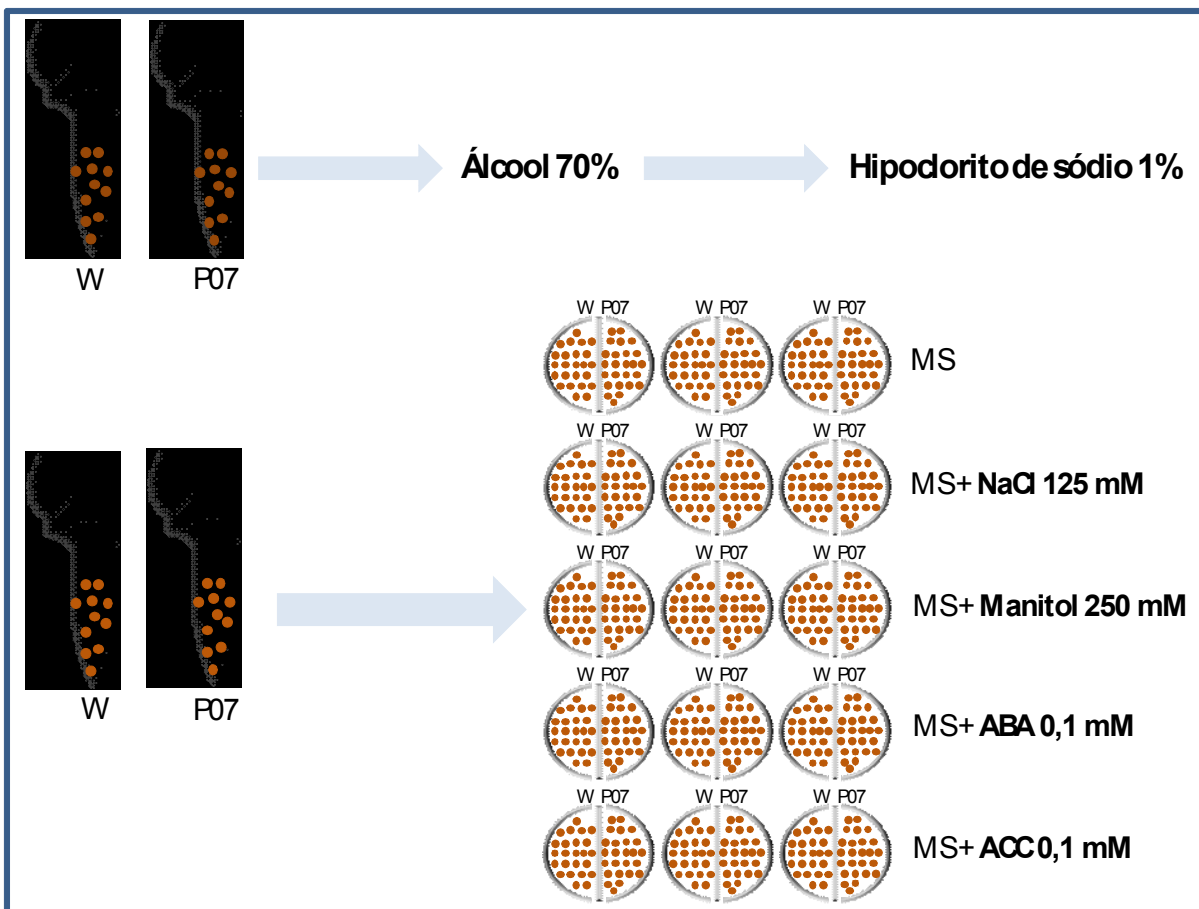 Álcool 70%
Hipoclorito de sódio 1%
W P07
W P07 W P07 W P07
MS
W P07 W P07 W P07
MS+ NaCl 125 mM
W P07 W P07 W P07
MS+ Manitol 250 mM
W P07
W P07 W P07 W P07
MS+ ABA 0,1 mM
W P07 W P07 W P07
MS+ ACC 0,1 mM